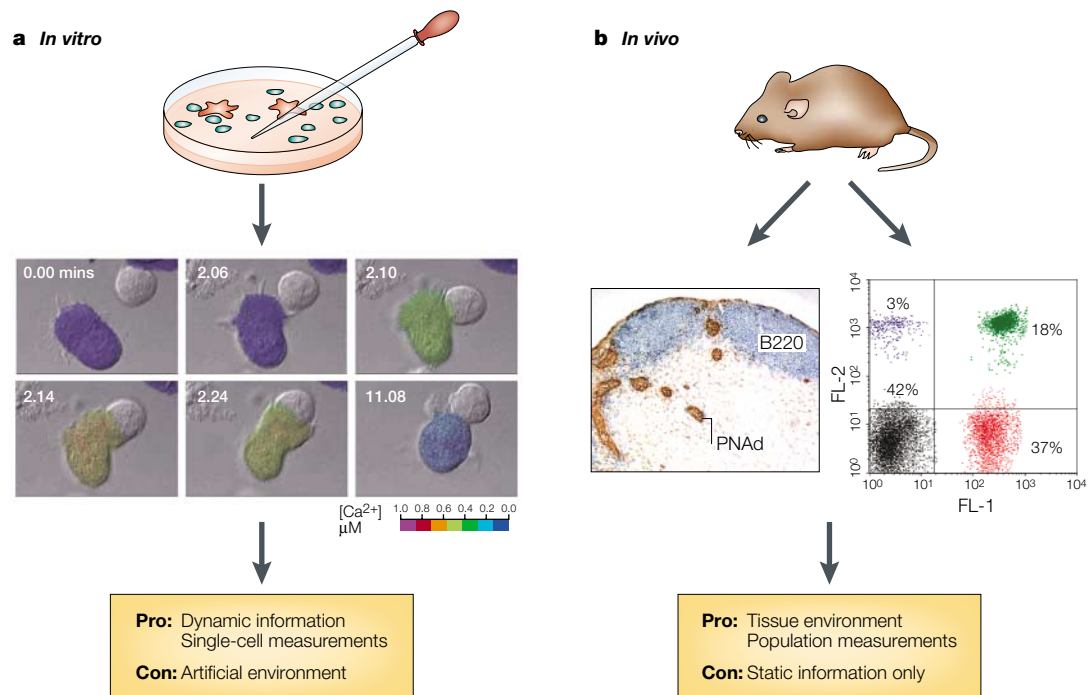 a In vitro
b In vivo
0.00 mins
2.06
2.10
2.14
2.24
11.08
[Ca2+]
μM
1.0 0.8 0.6 0.4 0.2 0.0
Pro: Dynamic information
Single-cell measurements
Con: Artificial environment
B220
PNAd
10⁴
10³
10²
10¹
10⁰
FL-2
3%
18%
42%
37%
10⁰ 10¹ 10² 10³ 10⁴
FL-1
Pro: Tissue environment
Population measurements
Con: Static information only